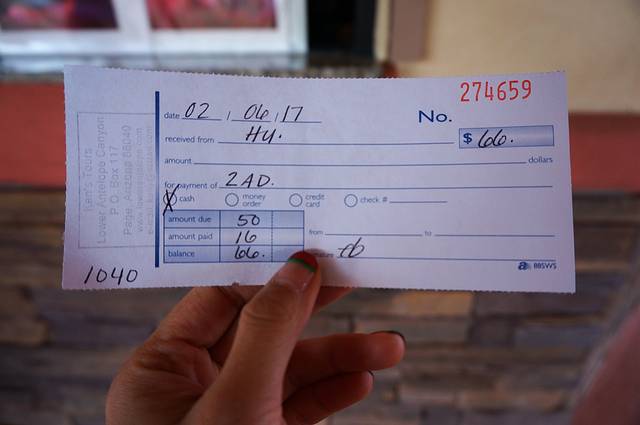 274659
date 02 / 06 / 17 No.
received from HU. $ 66.
amount dollars
for payment of 2 AD.
X cash money order credit card check #
amount due 50
amount paid 16
balance 66.
from to
1040
Ken's Tours
Lower Antelope Canyon
P.O. Box 117
Page, Arizona 86040